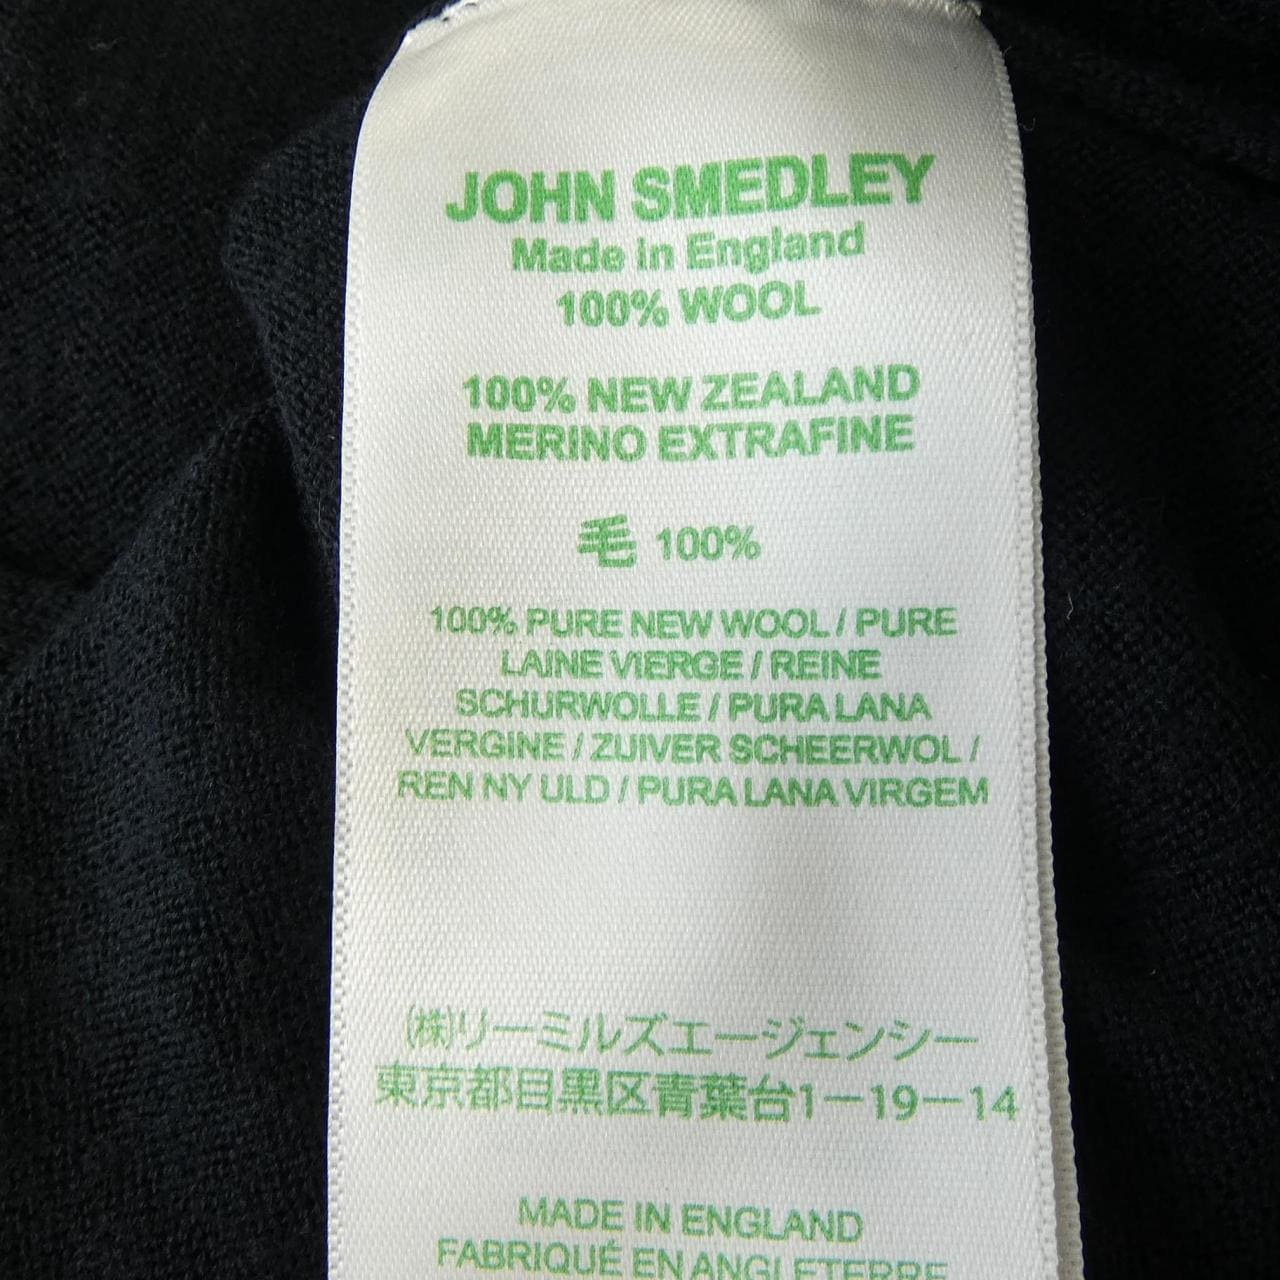 JOHN SMEDLEY
Made in England
100% WOOL
100% NEW ZEALAND
MERINO EXTRAFINE
毛 100%
100% PURE NEW WOOL / PURE
LAINE VIERGE / REINE
SCHURWOLLE / PURA LANA
VERGINE / ZUIVER SCHEERWOL /
REN NY ULD / PURA LANA VIRGEM
㈱リーミルズエージェンシー
東京都目黒区青葉台1−19−14
MADE IN ENGLAND
FABRIQUÉ EN ANGLETERRE